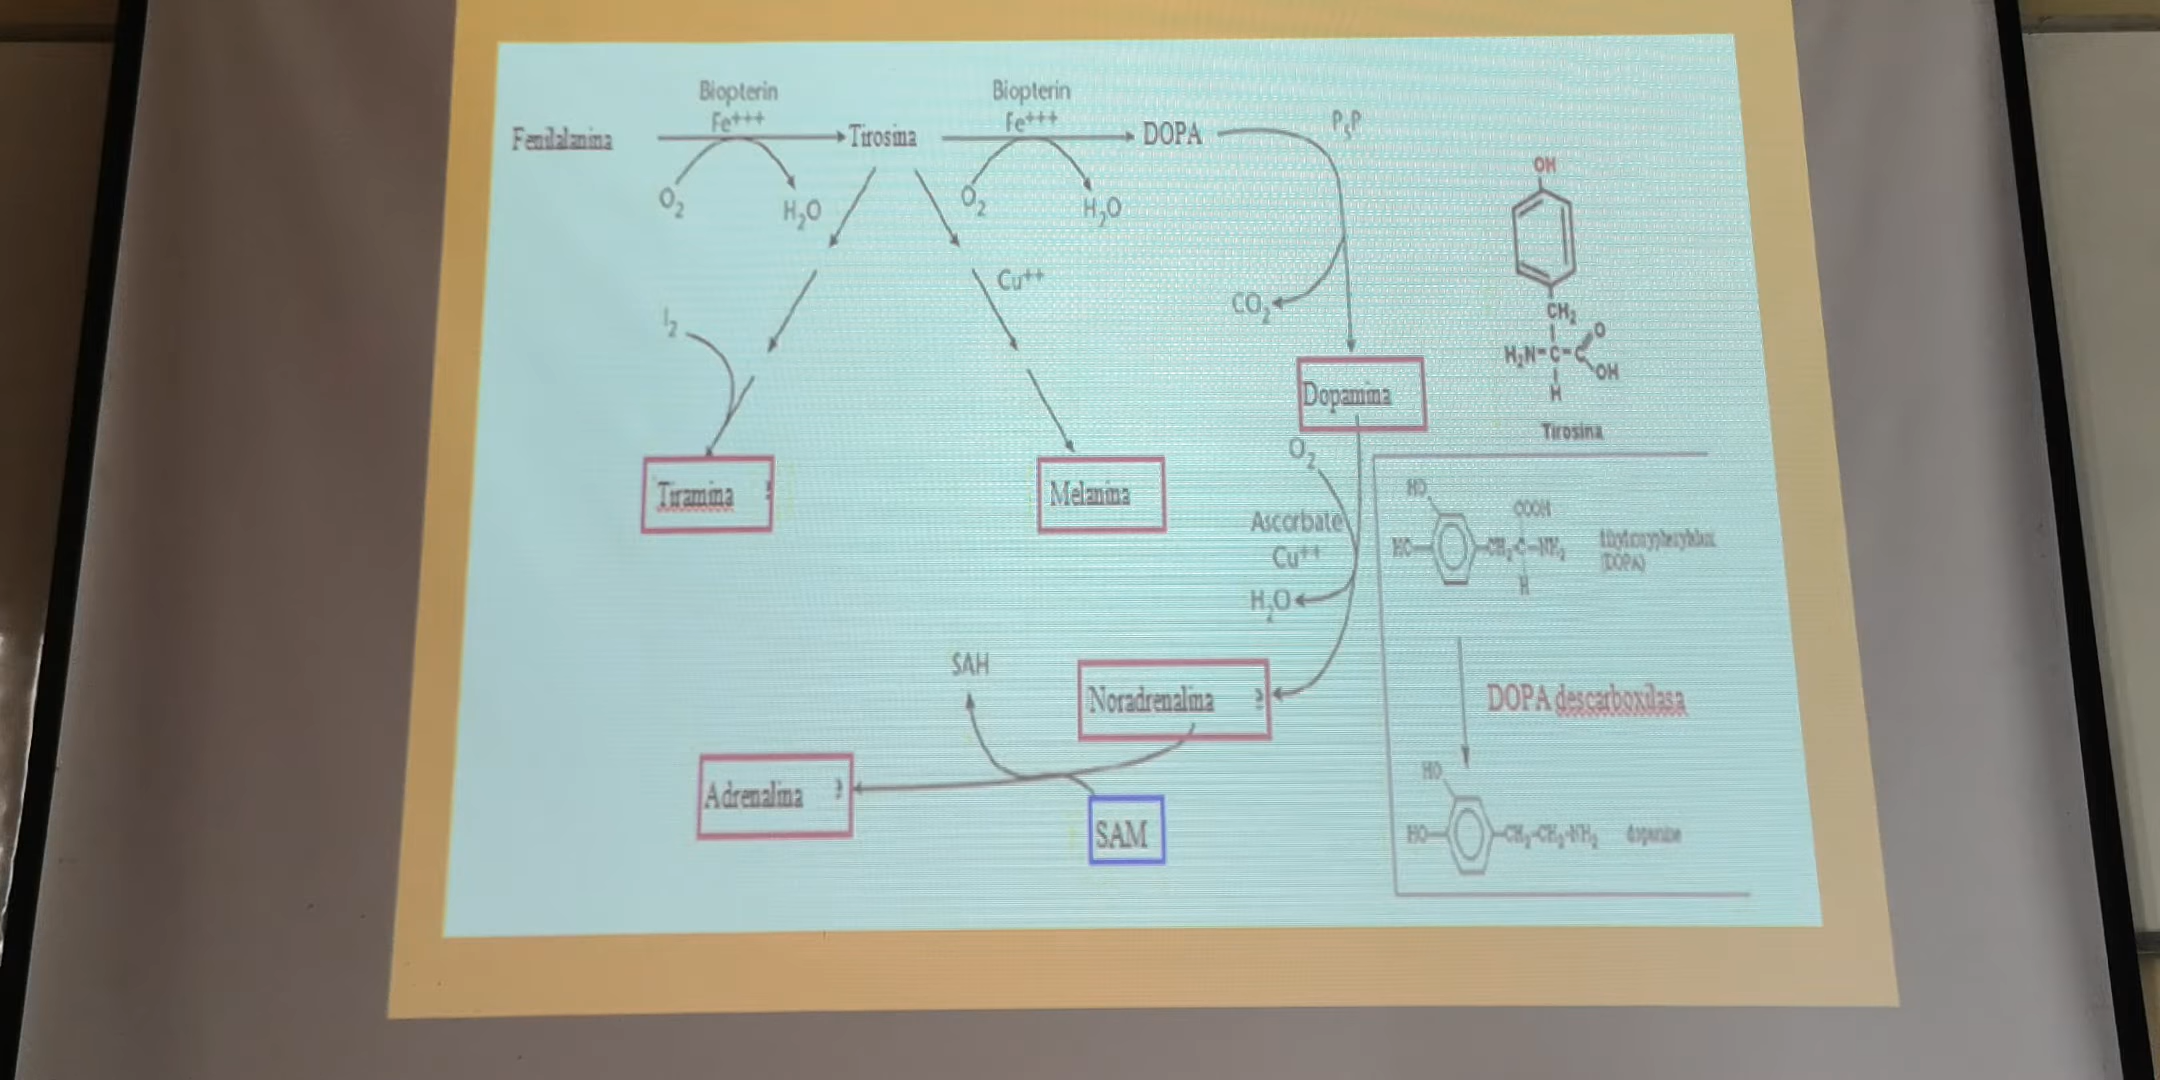 Biopterin
Fe+++
Biopterin
Fe+++
P5P
Fenilalanina
Tirosina
DOPA
O2
H2O
O2
H2O
I2
Cu++
CO2
OH
CH2
O
H2N-C-C
OH
H
Tirosina
Dopamina
Tiramina
Melanina
O2
Ascorbate
Cu++
H2O
HO
COOH
HO
CH2
C
NH2
(DOPA)
H
SAH
Noradrenalina
DOPA descarboxilasa
Adrenalina
SAM
HO
HO
CH2-CH2-NH2
dopamine